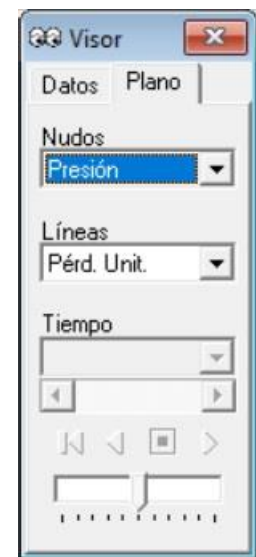 Visor
Datos Plano
Nudos
Presión
Líneas
Pérd. Unit.
Tiempo